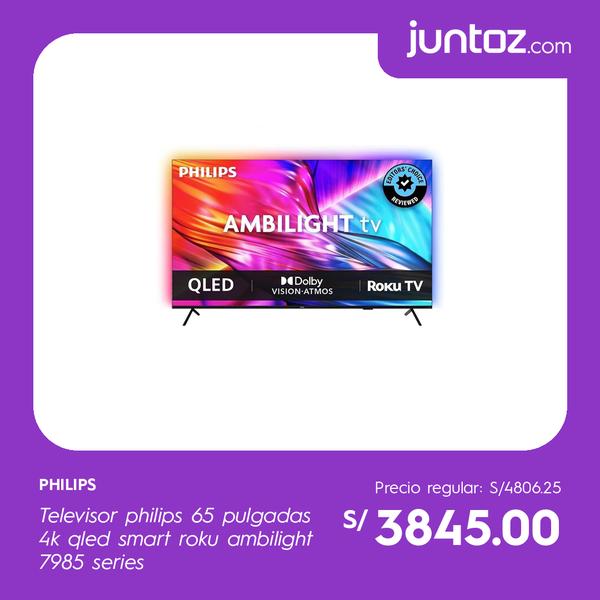 juntoz.com
PHILIPS
EDITORS' CHOICE
REVIEWED
AMBILIGHT tv
QLED
Dolby
VISION·ATMOS
Roku TV
PHILIPS
Televisor philips 65 pulgadas
4k qled smart roku ambilight
7985 series
Precio regular: S/4806.25
S/ 3845.00